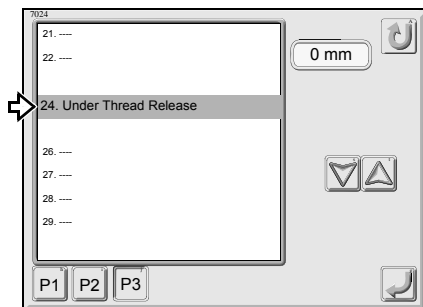 7024
21. ----
22. ----
0 mm
24. Under Thread Release
26. ----
27. ----
28. ----
29. ----
P1 P2 P3